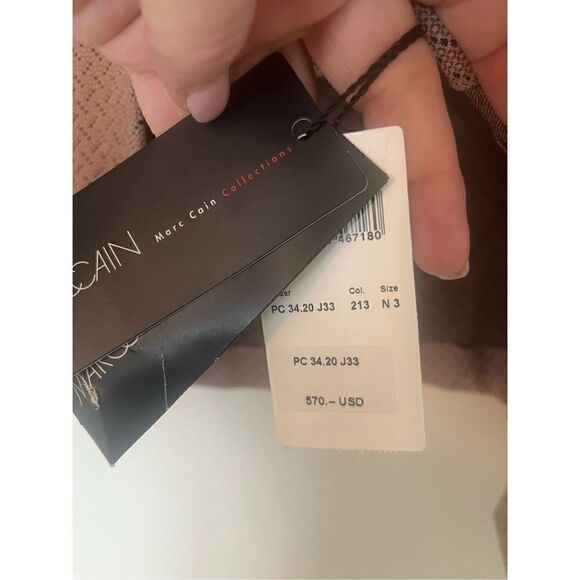 CAIN
Marc Cain Collections
467180
Col. Size
PC 34.20 J33 213 N 3
PC 34.20 J33
570.– USD
MARC